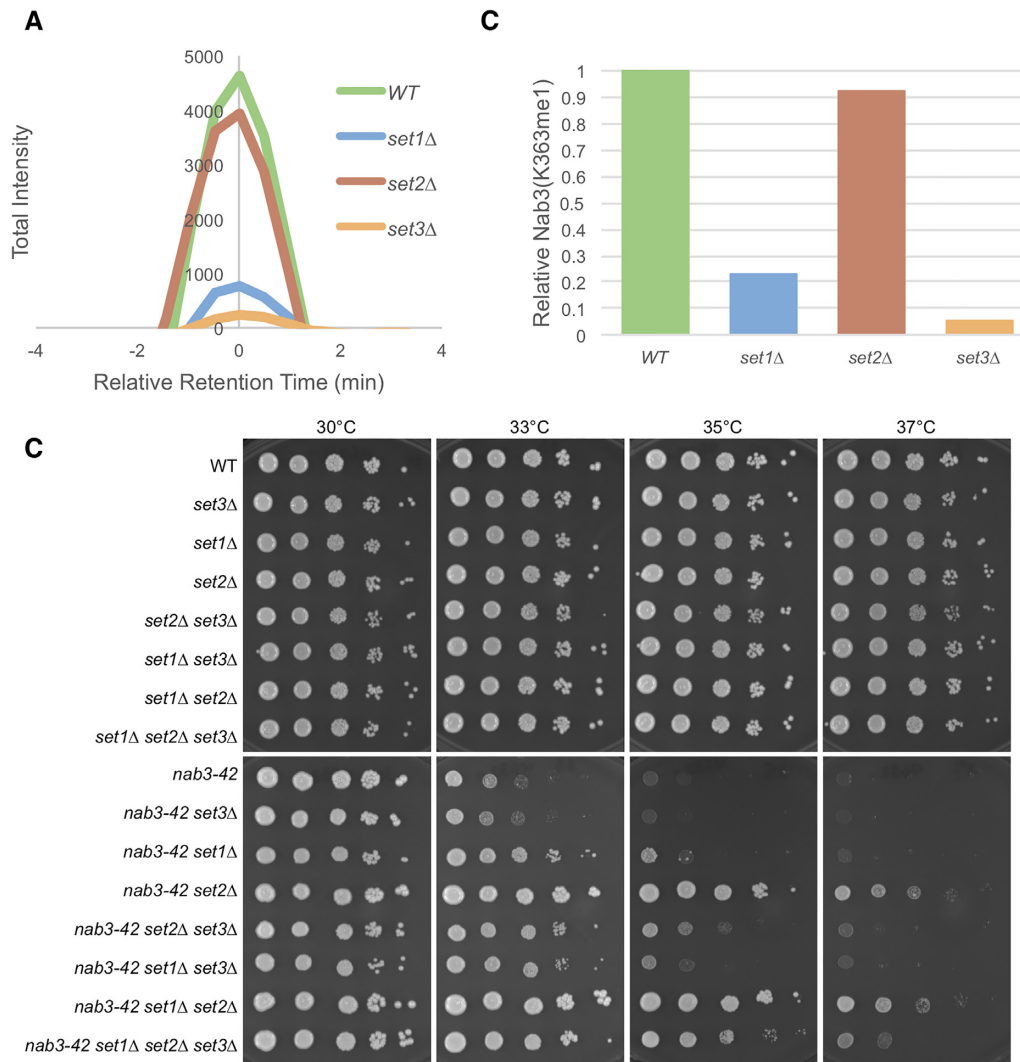 A
5000
4000
3000
2000
1000
0
Total Intensity
-4
-2
0
2
4
Relative Retention Time (min)
WT
set1Δ
set2Δ
set3Δ
C
1
0.9
0.8
0.7
0.6
0.5
0.4
0.3
0.2
0.1
0
Relative Nab3(K363me1)
WT
set1Δ
set2Δ
set3Δ
C
30°C
33°C
35°C
37°C
WT
set3Δ
set1Δ
set2Δ
set2Δ set3Δ
set1Δ set3Δ
set1Δ set2Δ
set1Δ set2Δ set3Δ
nab3-42
nab3-42 set3Δ
nab3-42 set1Δ
nab3-42 set2Δ
nab3-42 set2Δ set3Δ
nab3-42 set1Δ set3Δ
nab3-42 set1Δ set2Δ
nab3-42 set1Δ set2Δ set3Δ